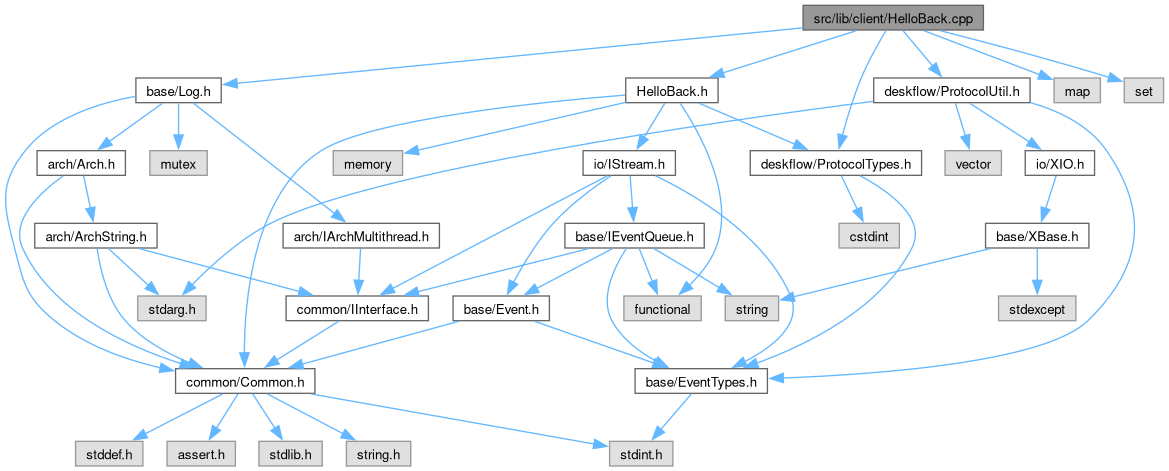 src/lib/client/HelloBack.cpp
base/Log.h
HelloBack.h
deskflow/ProtocolUtil.h
map
set
arch/Arch.h
mutex
memory
io/IStream.h
deskflow/ProtocolTypes.h
vector
io/XIO.h
arch/ArchString.h
arch/IArchMultithread.h
base/IEventQueue.h
cstdint
base/XBase.h
stdarg.h
common/IInterface.h
base/Event.h
functional
string
stdexcept
common/Common.h
base/EventTypes.h
stddef.h
assert.h
stdlib.h
string.h
stdint.h